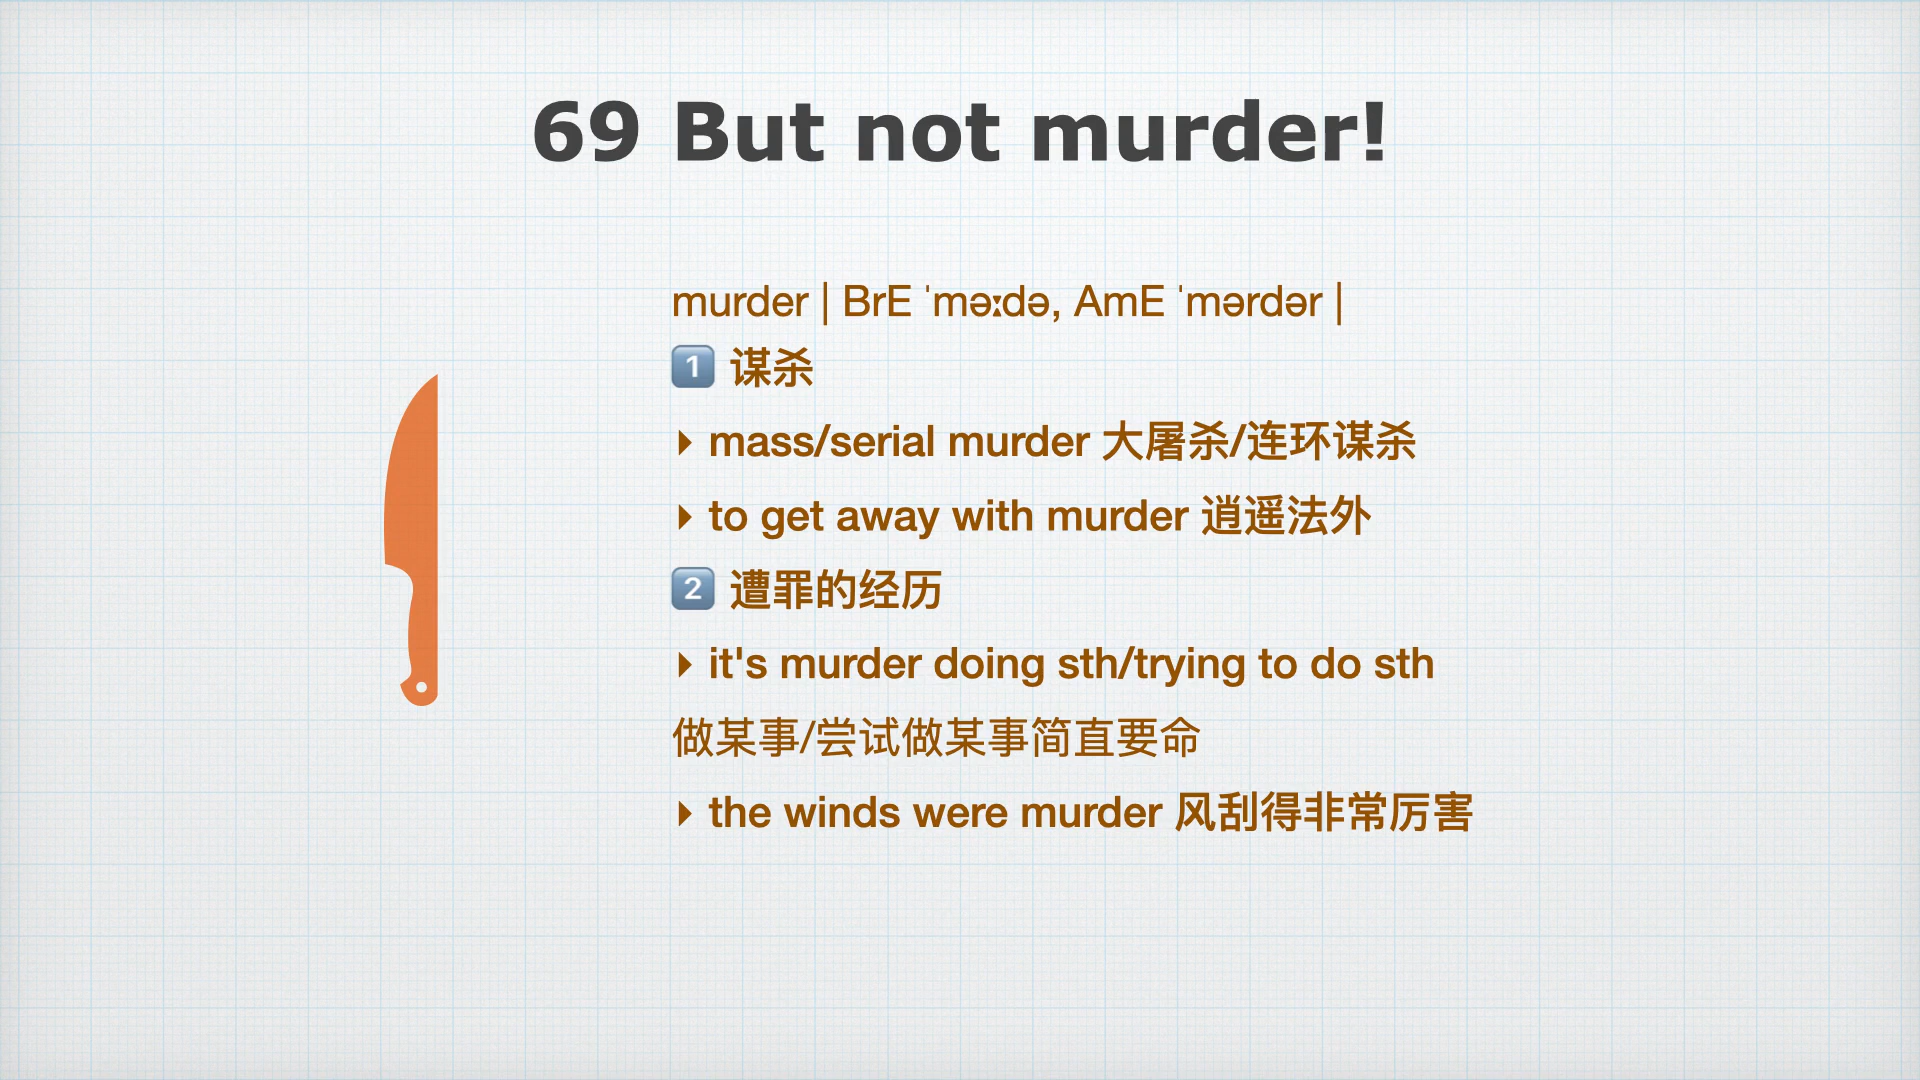 69 But not murder!
murder | BrE ˈməːdə, AmE ˈmərdər |
1️⃣ 谋杀
▸ mass/serial murder 大屠杀/连环谋杀
▸ to get away with murder 逍遥法外
2️⃣ 遭罪的经历
▸ it's murder doing sth/trying to do sth
做某事/尝试做某事简直要命
▸ the winds were murder 风刮得非常厉害